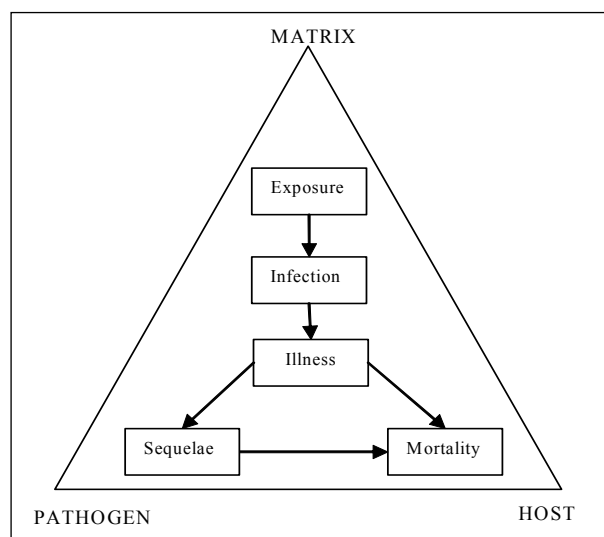 MATRIX
Exposure
Infection
Illness
Sequelae
Mortality
PATHOGEN
HOST